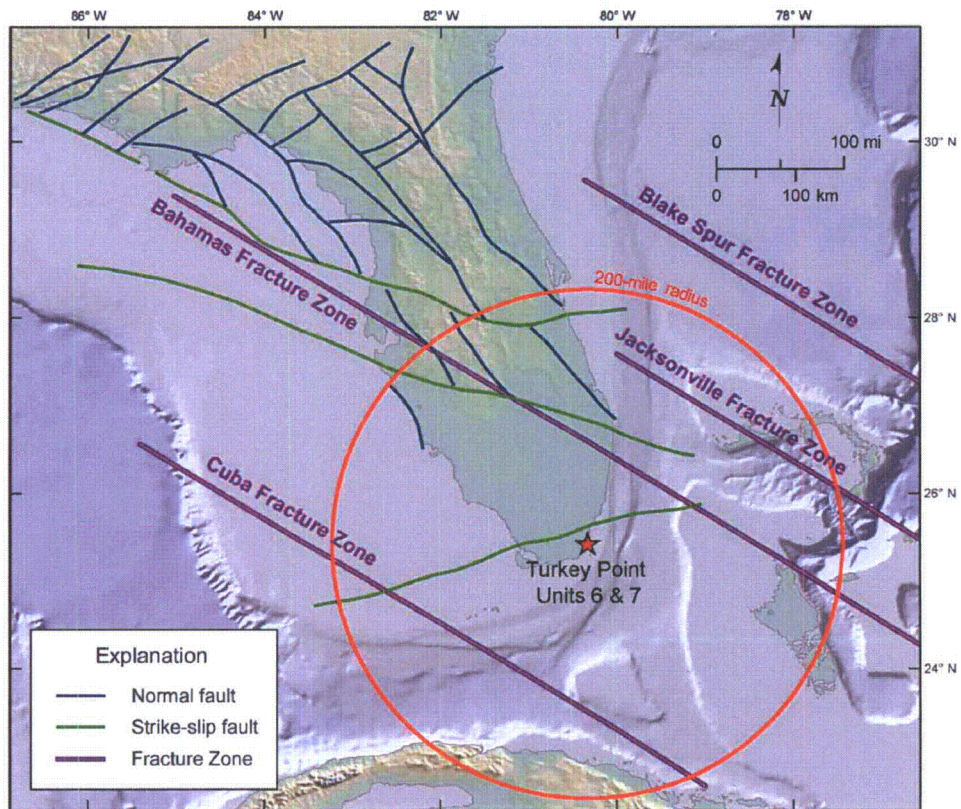 86° W
84° W
82° W
80° W
78° W
N
0 100 mi
0 100 km
30° N
28° N
26° N
24° N
Blake Spur Fracture Zone
Bahamas Fracture Zone
200-mile radius
Jacksonville Fracture Zone
Cuba Fracture Zone
Turkey Point
Units 6 & 7
Explanation
Normal fault
Strike-slip fault
Fracture Zone